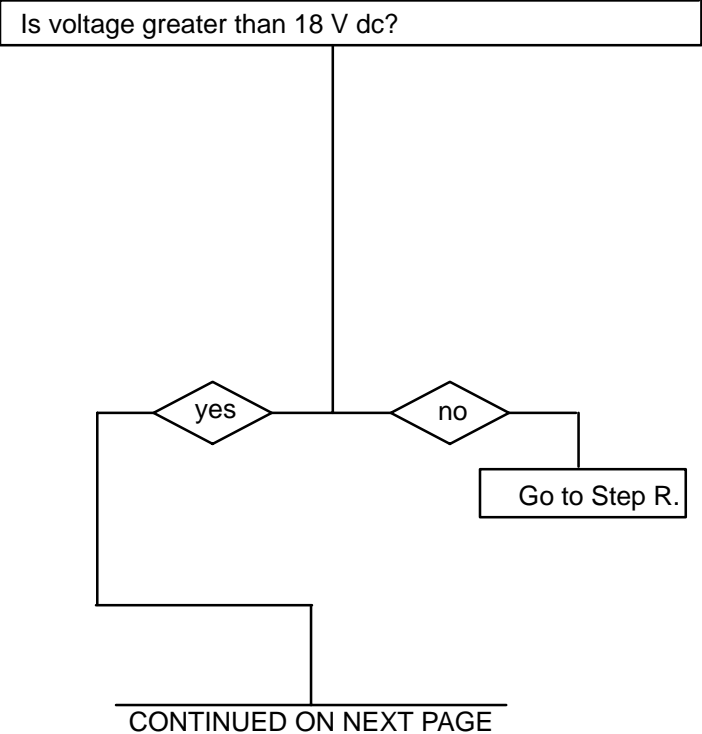 Is voltage greater than 18 V dc?
yes
no
Go to Step R.
CONTINUED ON NEXT PAGE